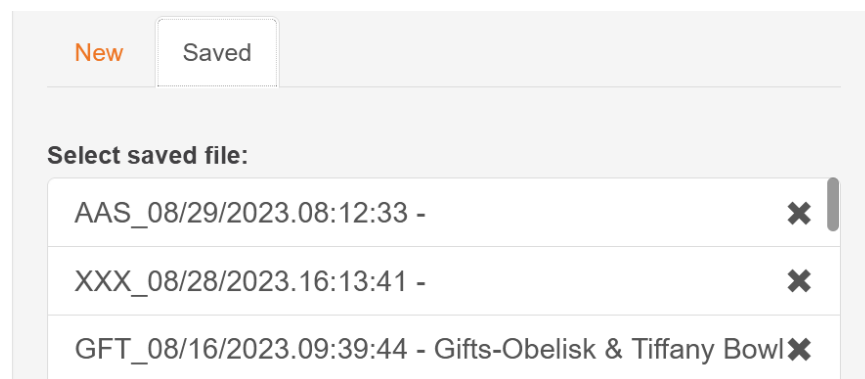 New Saved
Select saved file:
AAS_08/29/2023.08:12:33 -
XXX_08/28/2023.16:13:41 -
GFT_08/16/2023.09:39:44 - Gifts-Obelisk & Tiffany Bowl